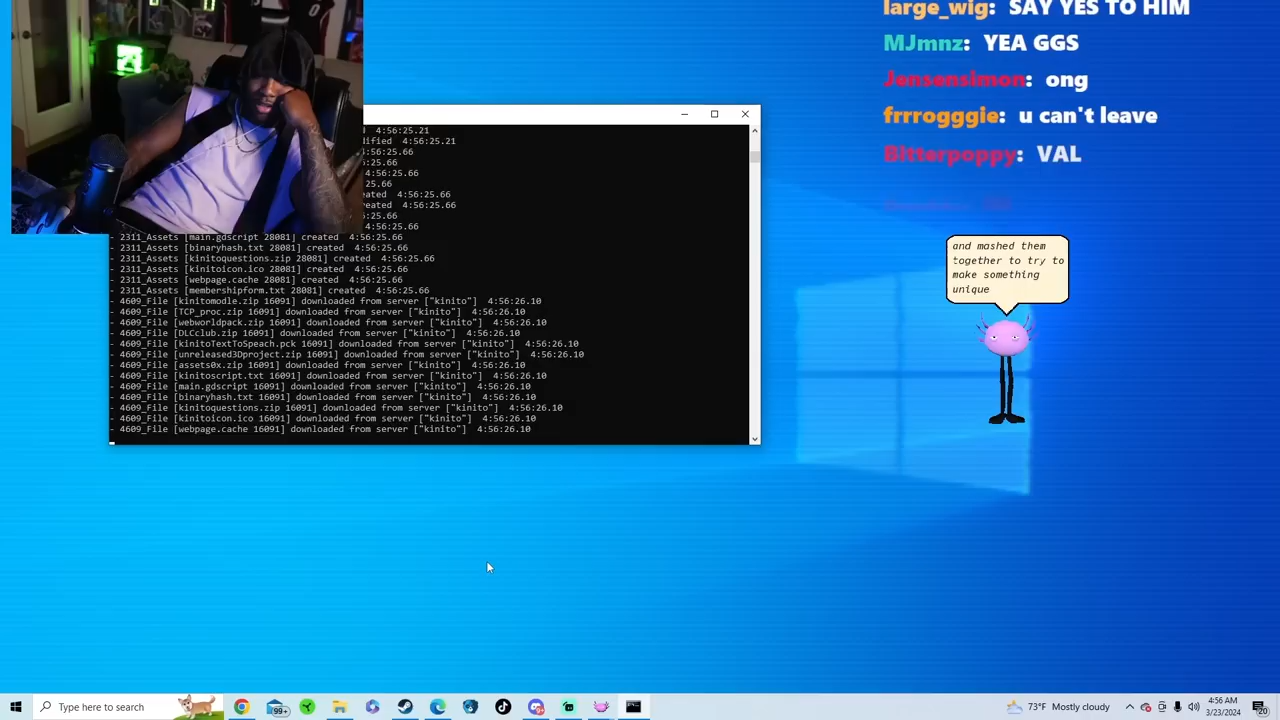 large_wig: SAY YES TO HIM
MJmnz: YEA GGS
Jensensimon: ong
frrrogggie: u can't leave
Bitterpoppy: VAL
4:56:25.21
ified 4:56:25.21
4:56:25.66
25.66
4:56:25.66
25.66
eated 4:56:25.66
created 4:56:25.66
25.66
4:56:25.66
- 2311_Assets [main.gdscript 28081] created 4:56:25.66
- 2311_Assets [binaryhash.txt 28081] created 4:56:25.66
- 2311_Assets [kinitoquestions.zip 28081] created 4:56:25.66
- 2311_Assets [kinitoicon.ico 28081] created 4:56:25.66
- 2311_Assets [webpage.cache 28081] created 4:56:25.66
- 2311_Assets [membershipform.txt 28081] created 4:56:25.66
- 4609_File [kinitomodle.zip 16091] downloaded from server ["kinito"] 4:56:26.10
- 4609_File [TCP_proc.zip 16091] downloaded from server ["kinito"] 4:56:26.10
- 4609_File [webworldpack.zip 16091] downloaded from server ["kinito"] 4:56:26.10
- 4609_File [DLCclub.zip 16091] downloaded from server ["kinito"] 4:56:26.10
- 4609_File [kinitoTextToSpeach.pck 16091] downloaded from server ["kinito"] 4:56:26.10
- 4609_File [unreleased3Dproject.zip 16091] downloaded from server ["kinito"] 4:56:26.10
- 4609_File [assets0x.zip 16091] downloaded from server ["kinito"] 4:56:26.10
- 4609_File [kinitoscript.txt 16091] downloaded from server ["kinito"] 4:56:26.10
- 4609_File [main.gdscript 16091] downloaded from server ["kinito"] 4:56:26.10
- 4609_File [binaryhash.txt 16091] downloaded from server ["kinito"] 4:56:26.10
- 4609_File [kinitoquestions.zip 16091] downloaded from server ["kinito"] 4:56:26.10
- 4609_File [kinitoicon.ico 16091] downloaded from server ["kinito"] 4:56:26.10
- 4609_File [webpage.cache 16091] downloaded from server ["kinito"] 4:56:26.10
and mashed them
together to try to
make something
unique
Type here to search
99+
73°F Mostly cloudy
4:56 AM
3/23/2024
20